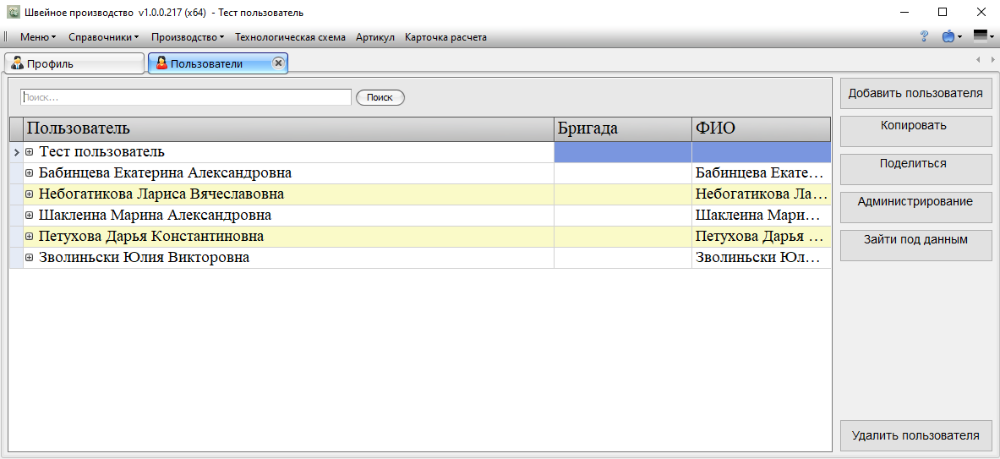 Швейное производство v1.0.0.217 (x64) - Тест пользователь
Меню Справочники Производство Технологическая схема Артикул Карточка расчета
Профиль Пользователи
Поиск... Поиск
Добавить пользователя
Копировать
Поделиться
Администрирование
Зайти под данным
Удалить пользователя
Пользователь Бригада ФИО
Тест пользователь
Бабинцева Екатерина Александровна Бабинцева Екате...
Небогатикова Лариса Вячеславовна Небогатикова Ла...
Шаклеина Марина Александровна Шаклеина Мари...
Петухова Дарья Константиновна Петухова Дарья ...
Зволиньски Юлия Викторовна Зволиньски Юл...